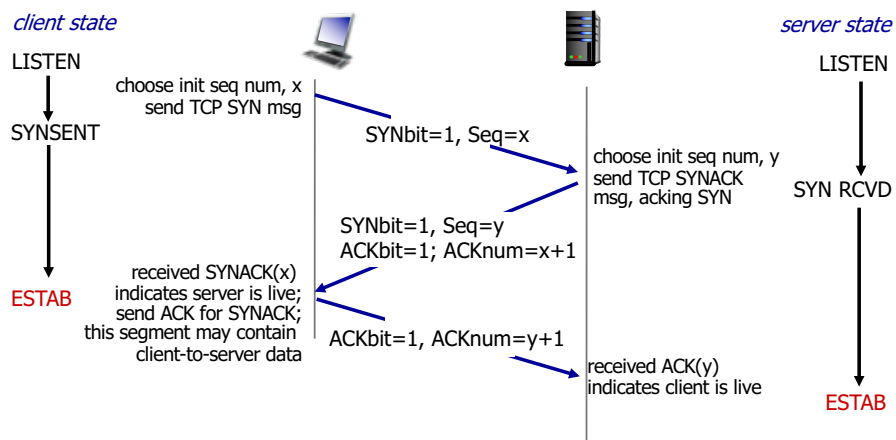 client state
server state
LISTEN
LISTEN
choose init seq num, x
send TCP SYN msg
SYNSENT
SYNbit=1, Seq=x
choose init seq num, y
send TCP SYNACK
msg, acking SYN
SYN RCVD
SYNbit=1, Seq=y
ACKbit=1; ACKnum=x+1
received SYNACK(x)
indicates server is live;
send ACK for SYNACK;
this segment may contain
client-to-server data
ESTAB
ACKbit=1, ACKnum=y+1
received ACK(y)
indicates client is live
ESTAB